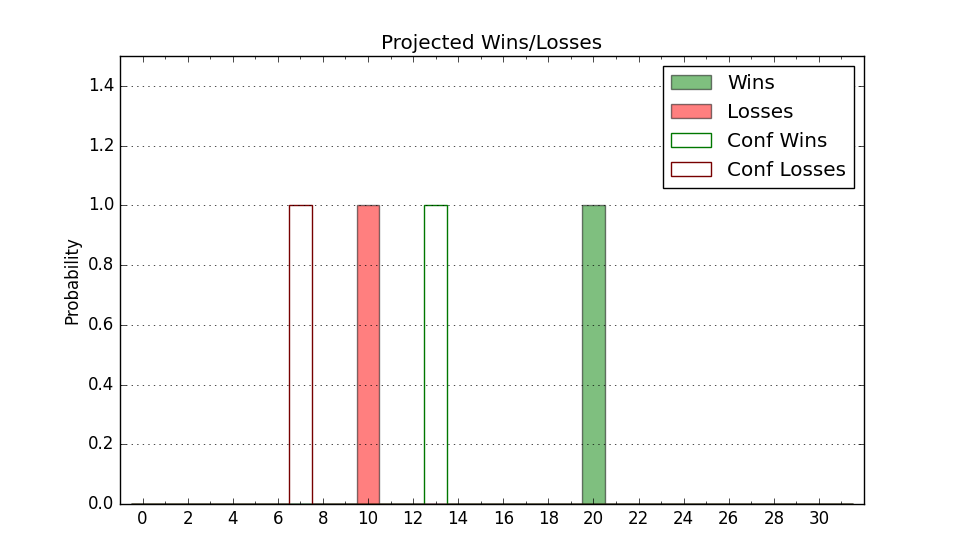 Projected Wins/Losses
1.4
1.2
1.0
0.8
0.6
0.4
0.2
0.0
Probability
Wins
Losses
Conf Wins
Conf Losses
0 2 4 6 8 10 12 14 16 18 20 22 24 26 28 30